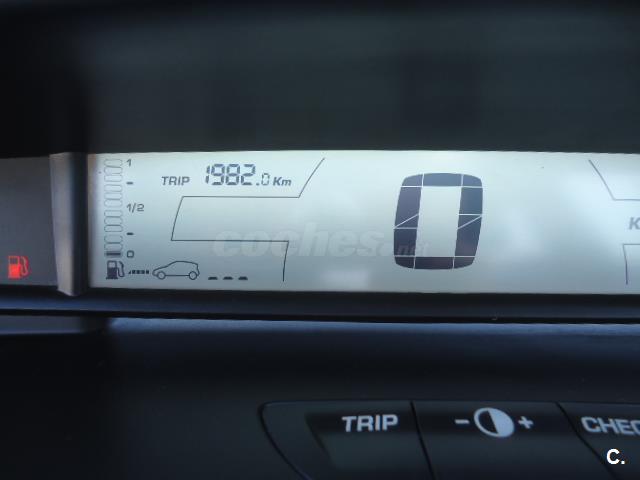 1
TRIP 1982.0 Km
1/2
0
0
K
coches.net
---
TRIP - + CHEC
C.